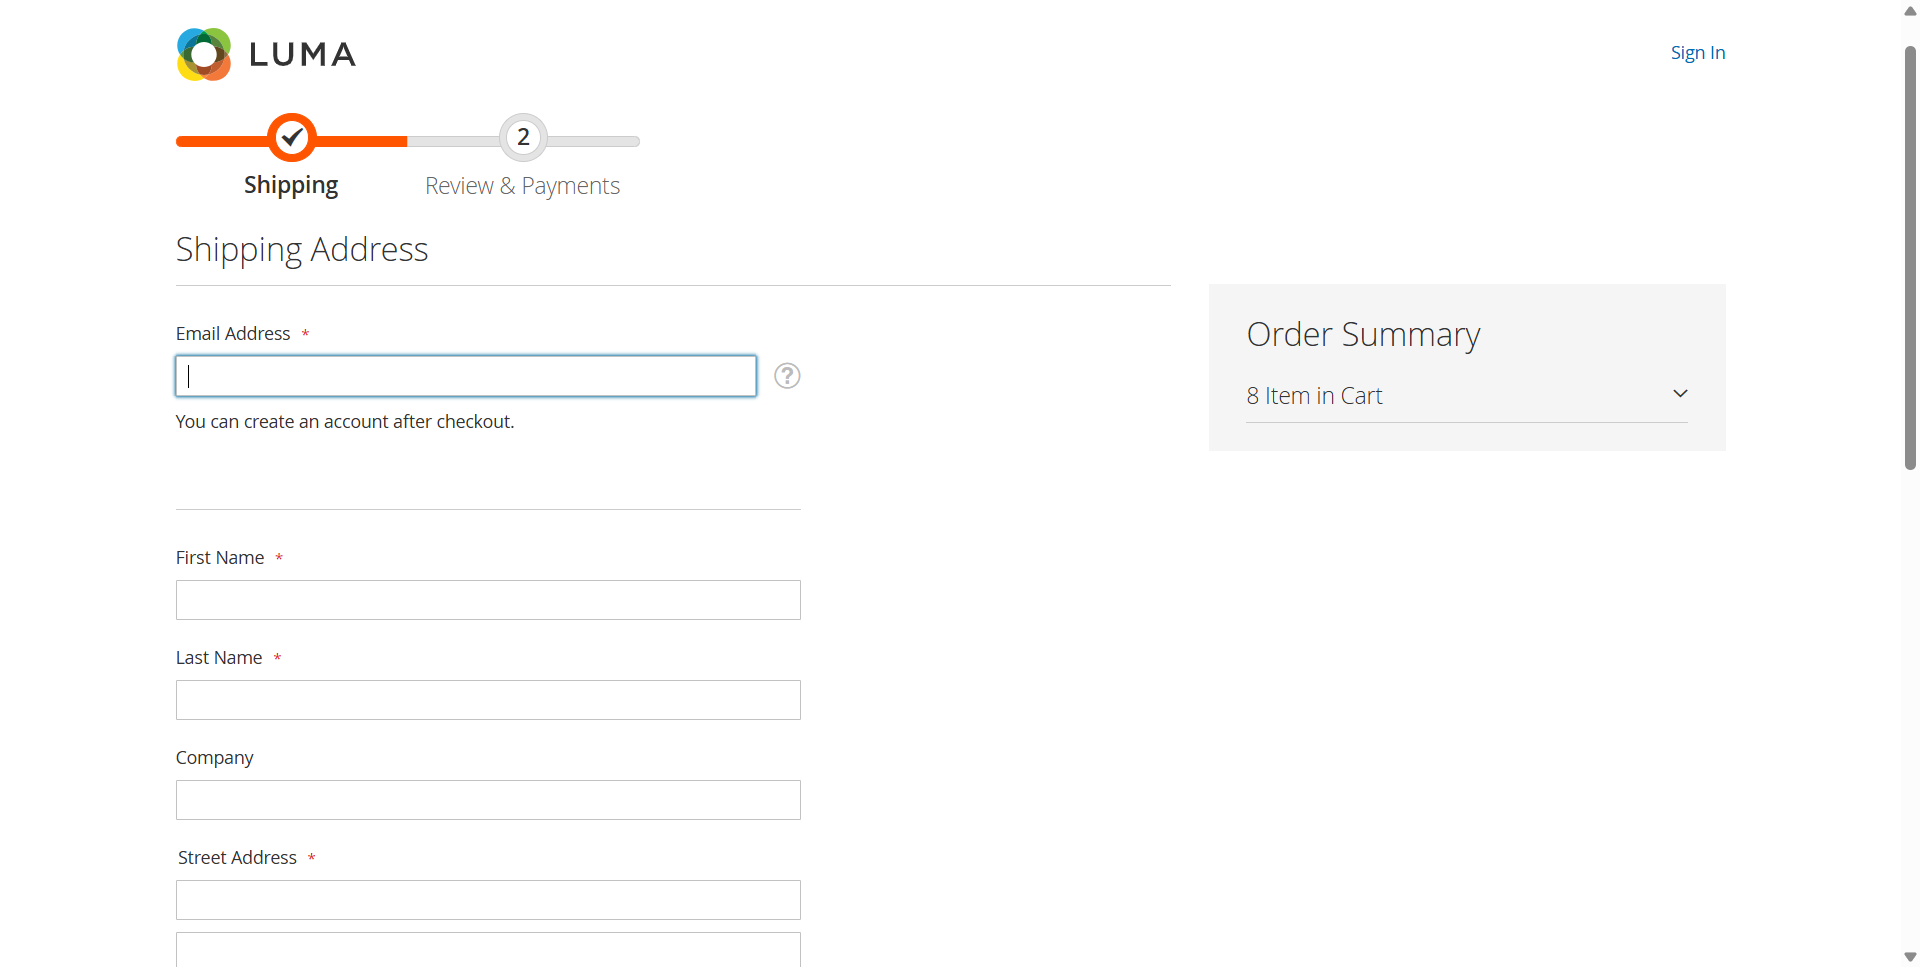 LUMA
Sign In
2
Shipping
Review & Payments
Shipping Address
Email Address *
You can create an account after checkout.
Order Summary
8 Item in Cart
First Name *
Last Name *
Company
Street Address *